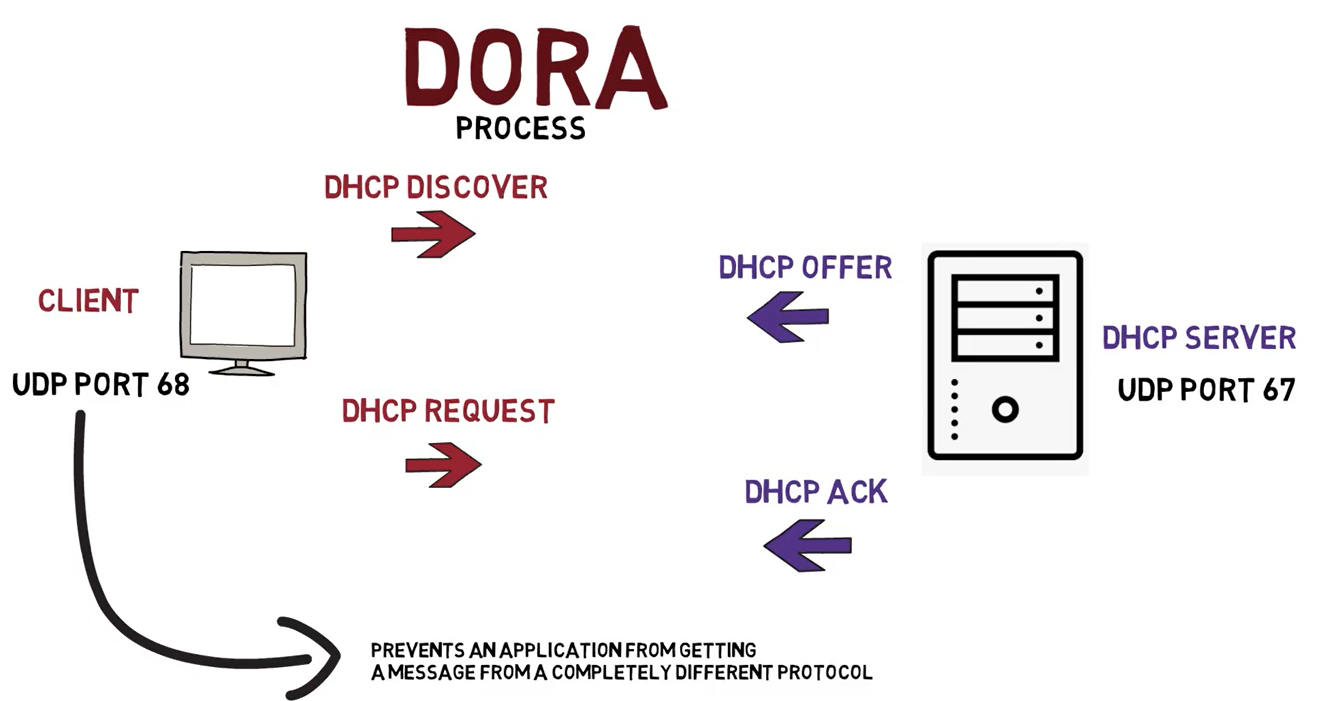 DORA
PROCESS
DHCP DISCOVER
DHCP OFFER
CLIENT
DHCP SERVER
UDP PORT 68
UDP PORT 67
DHCP REQUEST
DHCP ACK
PREVENTS AN APPLICATION FROM GETTING
A MESSAGE FROM A COMPLETELY DIFFERENT PROTOCOL